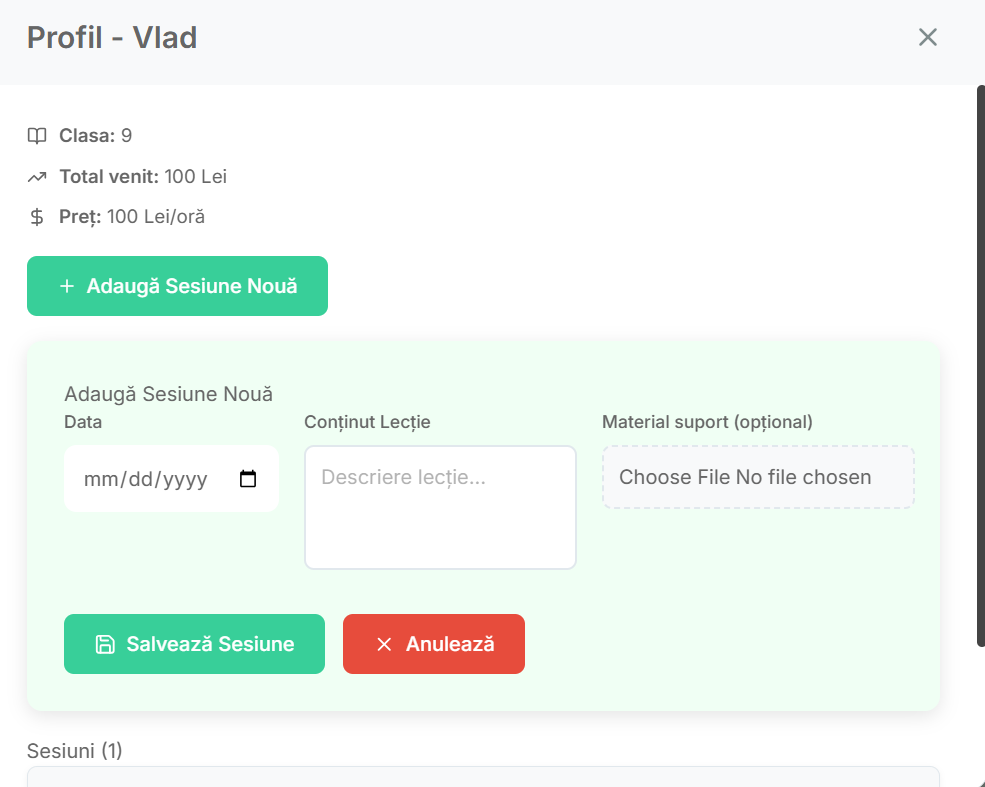 Profil - Vlad
Clasa: 9
Total venit: 100 Lei
Preț: 100 Lei/oră
Adaugă Sesiune Nouă
Adaugă Sesiune Nouă
Data
Conținut Lecție
Material suport (opțional)
mm/dd/yyyy
Descriere lecție...
Choose File No file chosen
Salvează Sesiune
Anulează
Sesiuni (1)